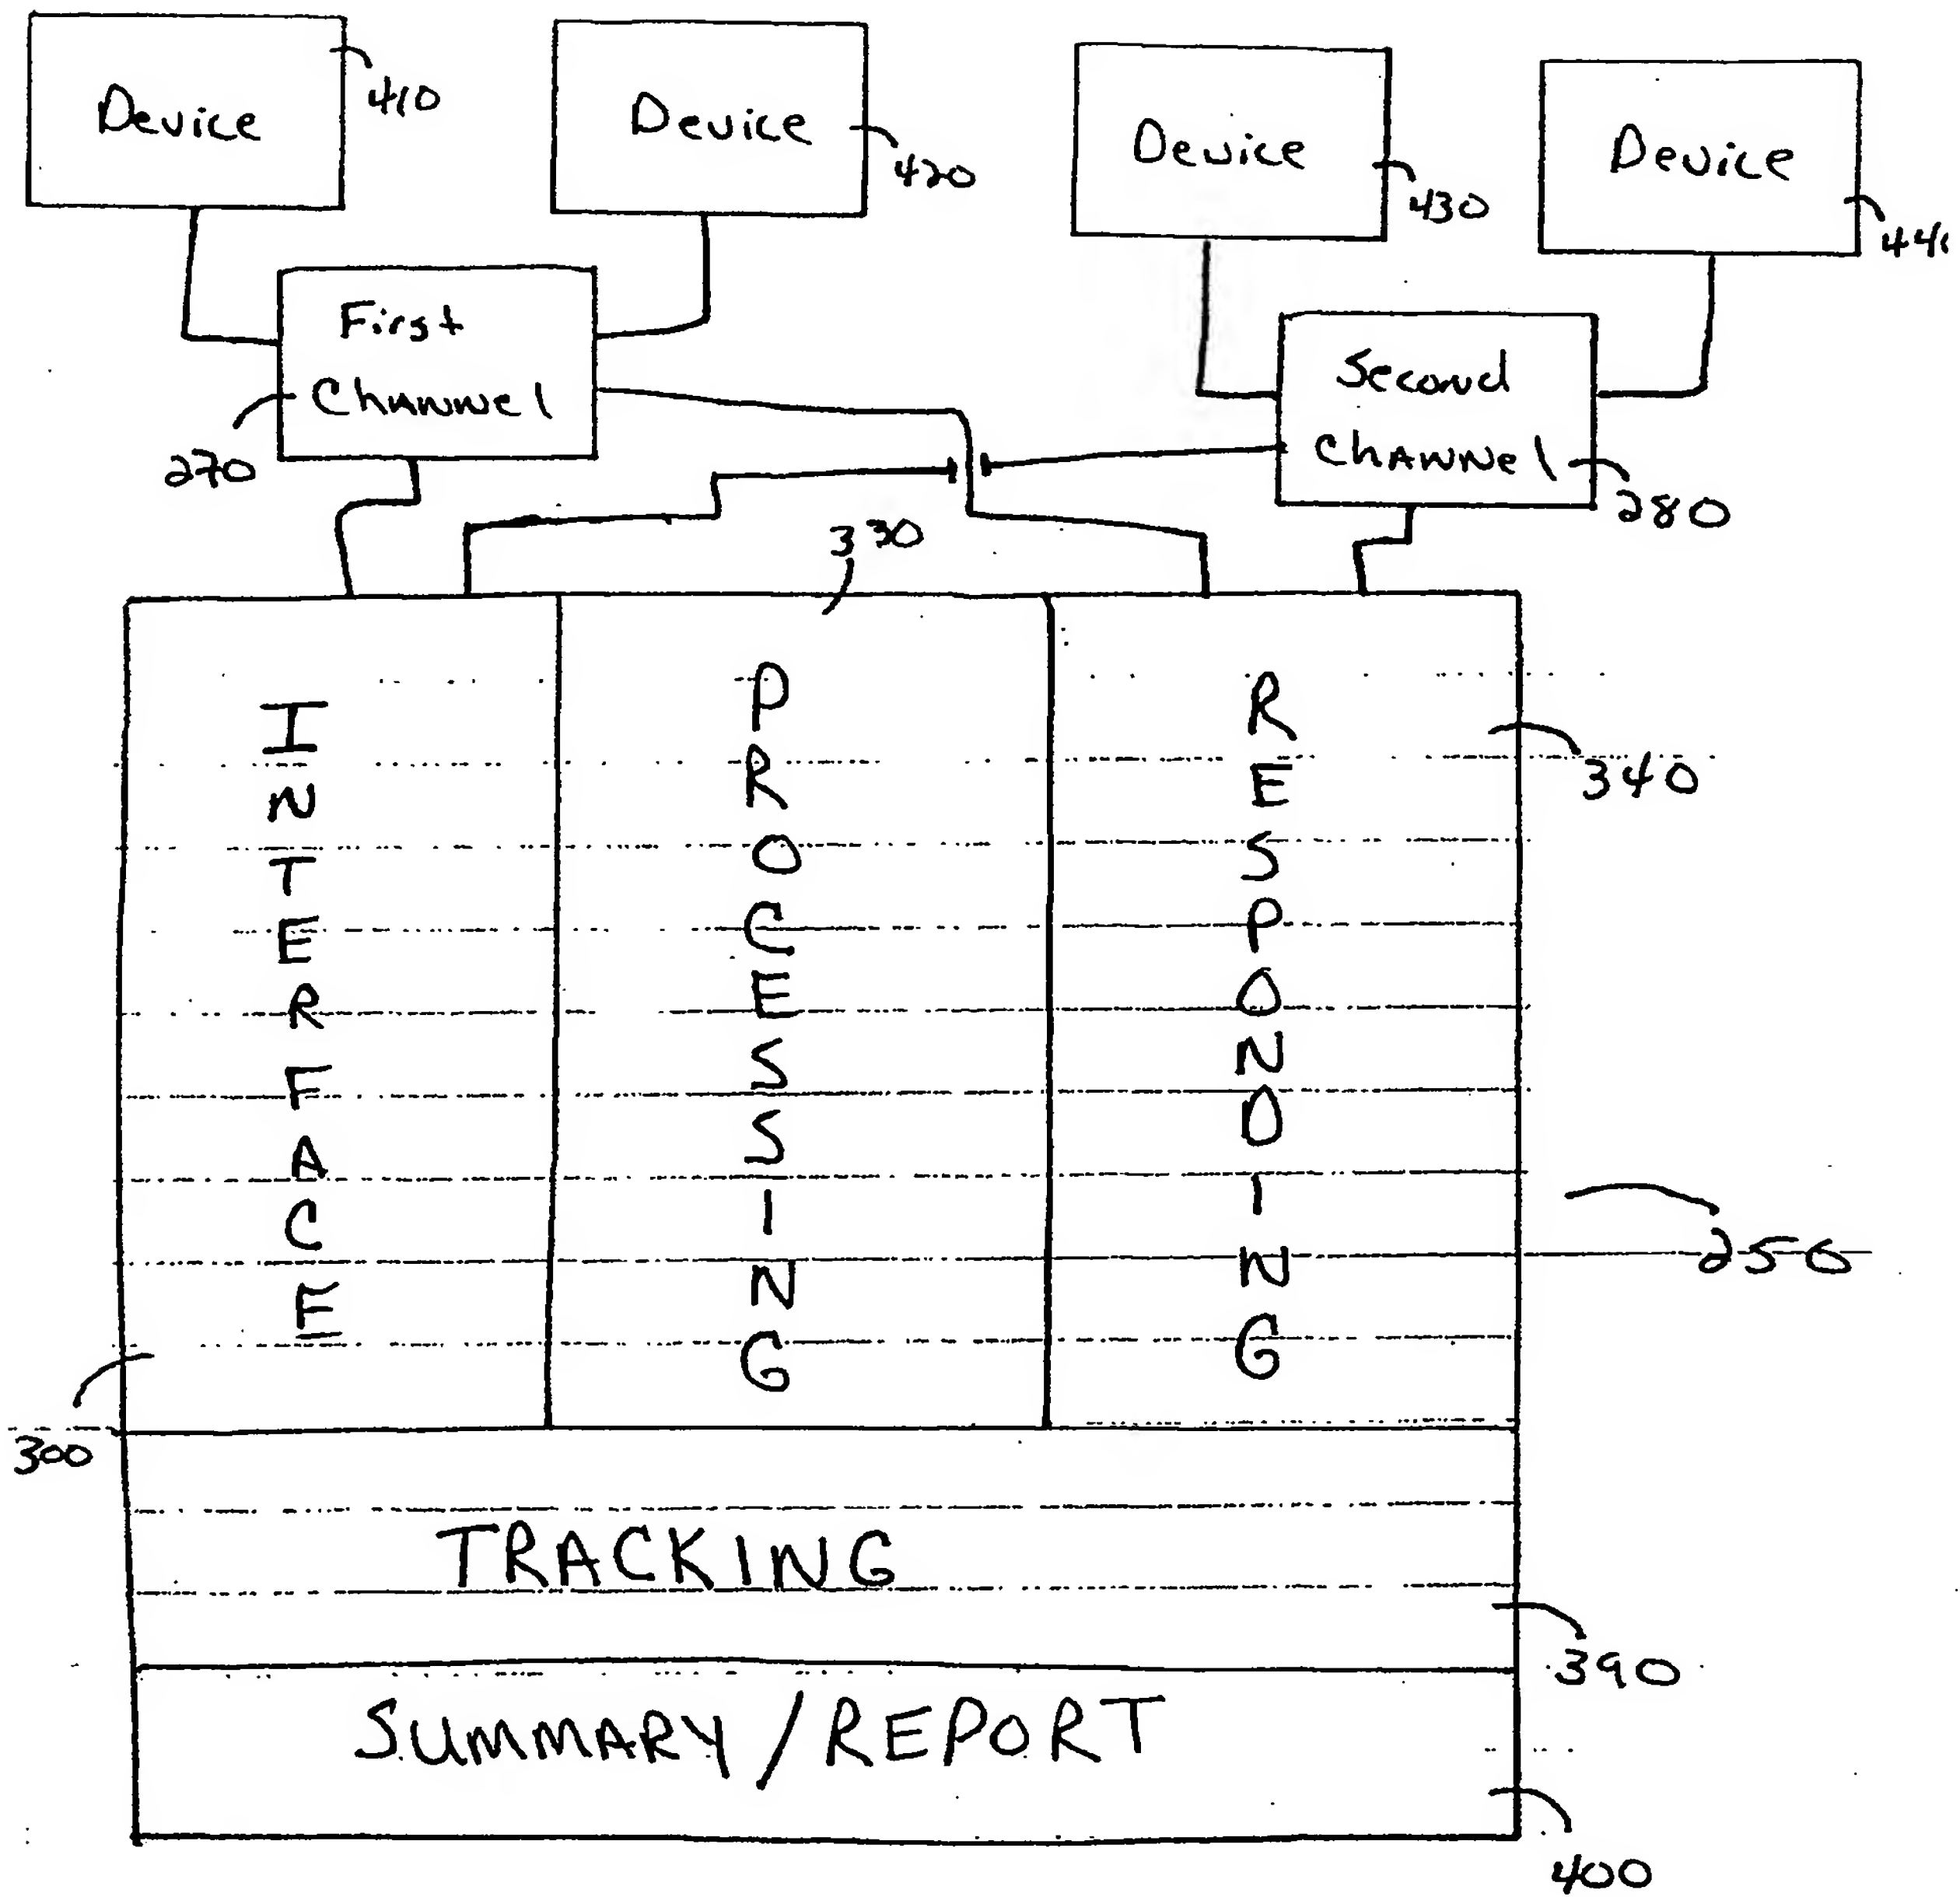 Device
410
Device
420
Device
430
Device
First
Channel
270
Second
Channel
280
330
INTERFACE
PROCESSING
RESPONDING
340
250
300
TRACKING
390
SUMMARY/REPORT
400